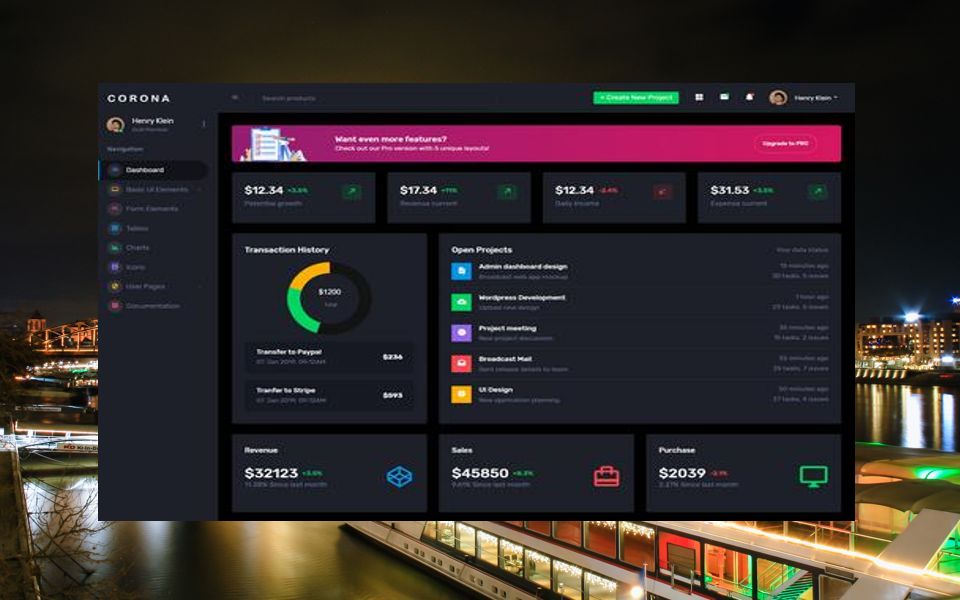 CORONA
Search products
+ Create New Project
Henry Klein
Henry Klein
Gold Member
Navigation
Dashboard
Basic UI Elements
Form Elements
Tables
Charts
Icons
User Pages
Documentation
Want even more features?
Check out our Pro version with 5 unique layouts!
Upgrade to PRO
$12.34 +3.5%
Potential growth
$17.34 +11%
Revenue current
$12.34 -2.4%
Daily Income
$31.53 +3.5%
Expense current
Transaction History
$1200
Total
Transfer to Paypal
07 Jan 2019, 09:12AM
$236
Tranfer to Stripe
07 Jan 2019, 09:12AM
$593
Open Projects
Your data status
Admin dashboard design
Broadcast web app mockup
15 minutes ago
30 tasks, 5 issues
Wordpress Development
Upload new design
1 hour ago
23 tasks, 5 issues
Project meeting
New project discussion
35 minutes ago
15 tasks, 2 issues
Broadcast Mail
Sent release details to team
55 minutes ago
35 tasks, 7 issues
UI Design
New application planning
50 minutes ago
27 tasks, 4 issues
Revenue
$32123 +3.5%
11.38% Since last month
Sales
$45850 +8.3%
9.61% Since last month
Purchase
$2039 -2.1%
2.27% Since last month